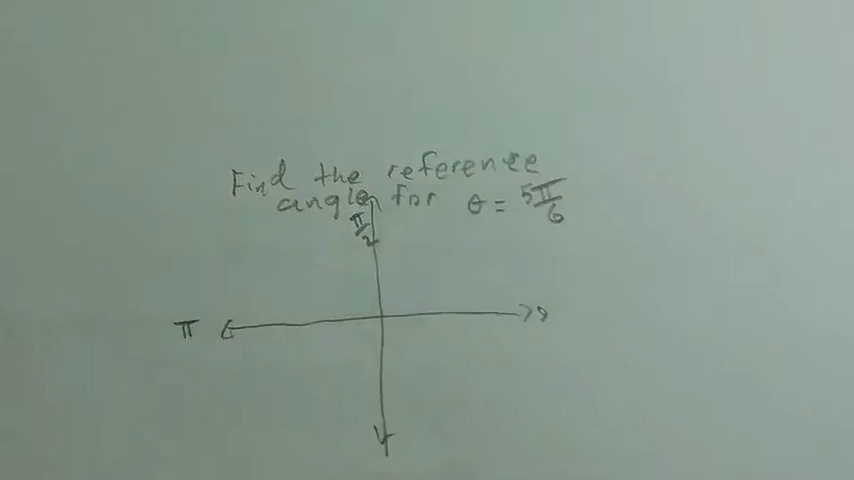 Find the reference
angle for θ = 5π/6
π/2
π
0